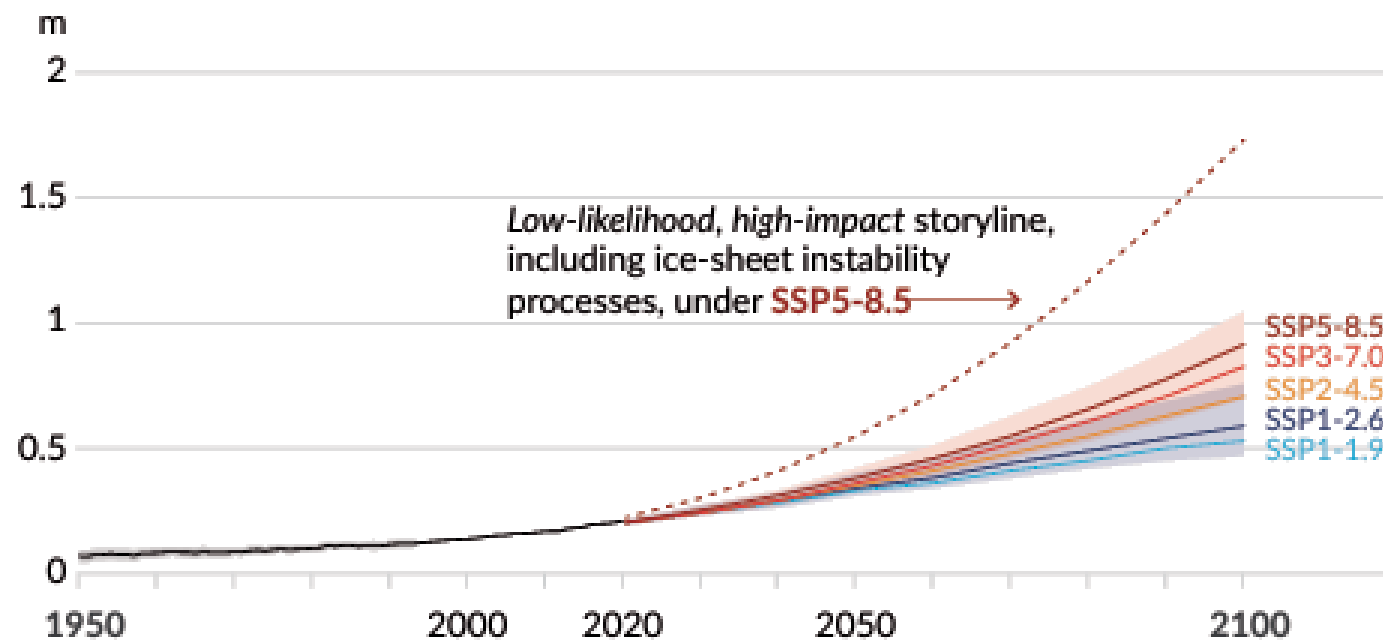 m
2
1.5
Low-likelihood, high-impact storyline,
including ice-sheet instability
processes, under SSP5-8.5
1
SSP5-8.5
SSP3-7.0
SSP2-4.5
SSP1-2.6
0.5
SSP1-1.9
0
1950 2000 2020 2050 2100